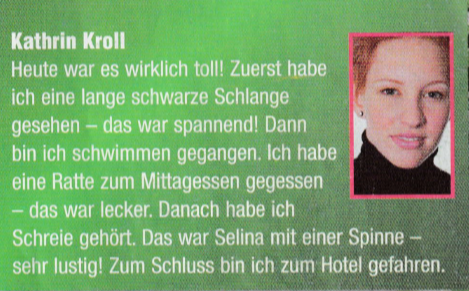 Kathrin Kroll
Heute war es wirklich toll! Zuerst habe
ich eine lange schwarze Schlange
gesehen – das war spannend! Dann
bin ich schwimmen gegangen. Ich habe
eine Ratte zum Mittagessen gegessen
– das war lecker. Danach habe ich
Schreie gehört. Das war Selina mit einer Spinne –
sehr lustig! Zum Schluss bin ich zum Hotel gefahren.